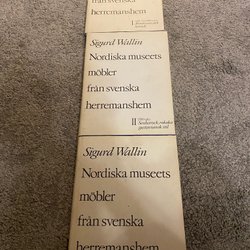 från svenska
herremanshem
I
Sigurd Wallin
Nordiska museets
möbler
från svenska
herremanshem
II
Sigurd Wallin
Nordiska museets
möbler
från svenska
herremanshem